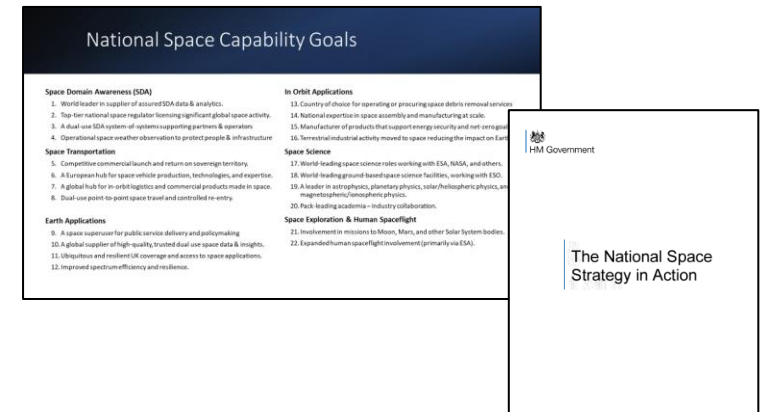 National Space Capability Goals
Space Domain Awareness (SDA)
1. World leader in supplier of assured SDA data & analytics.
2. Top-tier national space regulator licensing significant global space activity.
3. A dual-use SDA system-of-systems supporting partners & operators
4. Operational space weather observation to protect people & infrastructure
Space Transportation
5. Competitive commercial launch and return on sovereign territory.
6. A European hub for space vehicle production, technologies, and expertise.
7. A global hub for in-orbit logistics and commercial products made in space.
8. Dual-use point-to-point space travel and controlled re-entry.
Earth Applications
9. A space superuser for public service delivery and policymaking
10. A global supplier of high-quality, trusted dual use space data & insights.
11. Ubiquitous and resilient UK coverage and access to space applications.
12. Improved spectrum efficiency and resilience.
In Orbit Applications
13. Country of choice for operating or procuring space debris removal services
14. National expertise in space assembly and manufacturing at scale.
15. Manufacturer of products that support energy security and net-zero goal
16. Terrestrial industrial activity moved to space reducing the impact on Eart
Space Science
17. World-leading space science roles working with ESA, NASA, and others.
18. World-leading ground-based space science facilities, working with ESO.
19. A leader in astrophysics, planetary physics, solar/heliospheric physics, an
magnetospheric/ionospheric physics.
20. Pack-leading academia – industry collaboration.
Space Exploration & Human Spaceflight
21. Involvement in missions to Moon, Mars, and other Solar System bodies.
22. Expanded human spaceflight involvement (primarily via ESA).
HM Government
The National Space
Strategy in Action